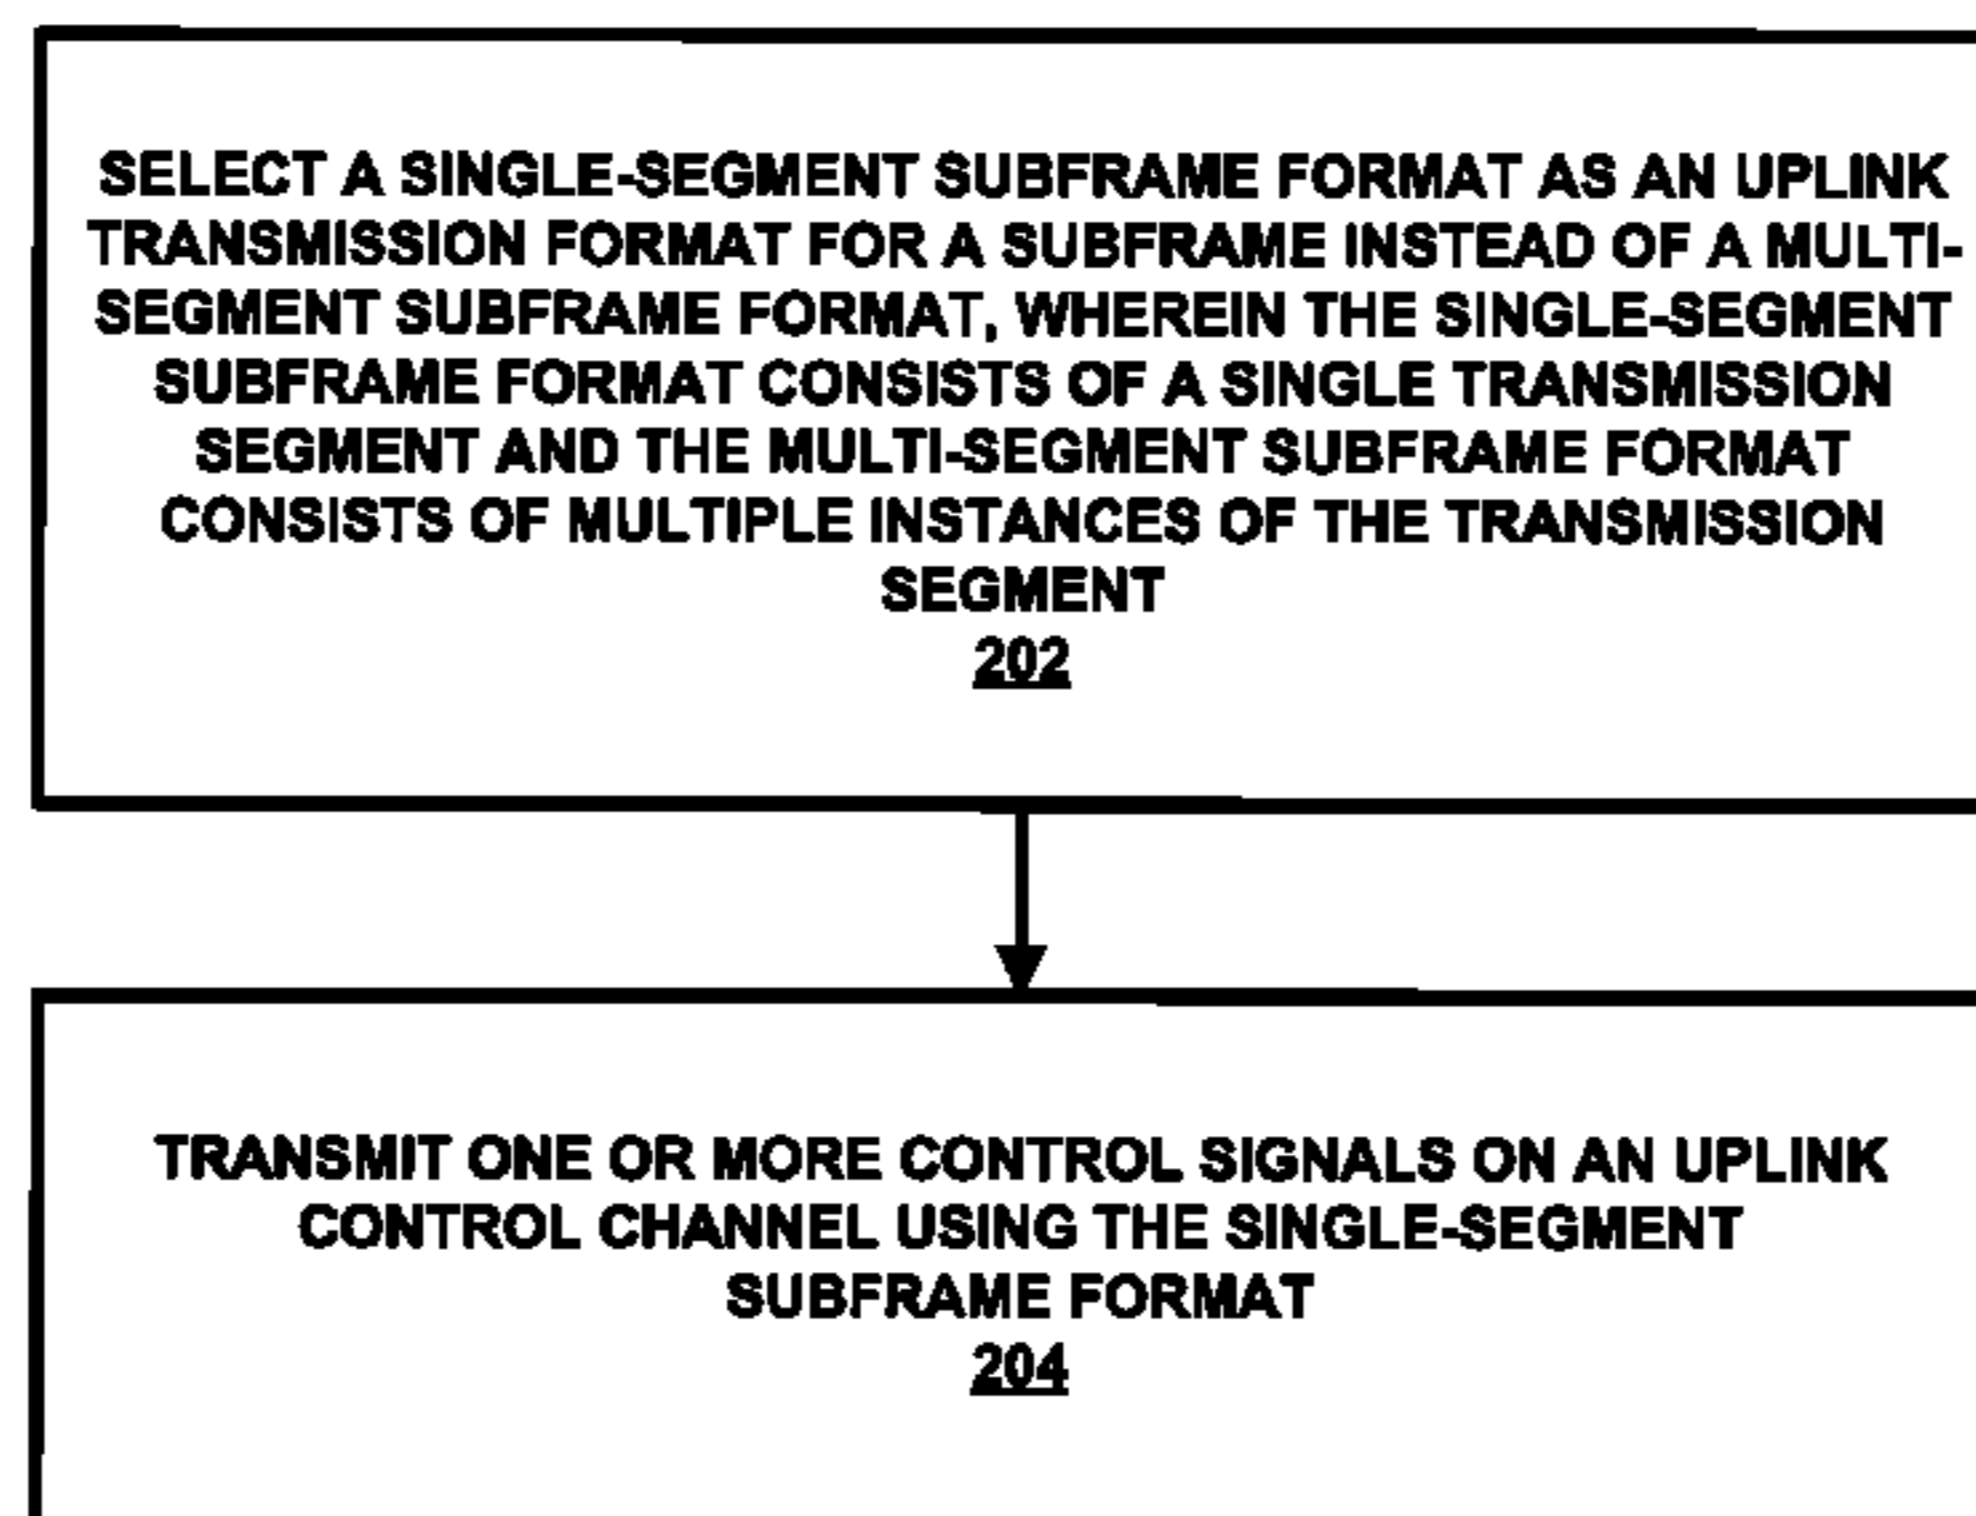 SELECT A SINGLE-SEGMENT SUBFRAME FORMAT AS AN UPLINK
TRANSMISSION FORMAT FOR A SUBFRAME INSTEAD OF A MULTI-
SEGMENT SUBFRAME FORMAT, WHEREIN THE SINGLE-SEGMENT
SUBFRAME FORMAT CONSISTS OF A SINGLE TRANSMISSION
SEGMENT AND THE MULTI-SEGMENT SUBFRAME FORMAT
CONSISTS OF MULTIPLE INSTANCES OF THE TRANSMISSION
SEGMENT
202
TRANSMIT ONE OR MORE CONTROL SIGNALS ON AN UPLINK
CONTROL CHANNEL USING THE SINGLE-SEGMENT
SUBFRAME FORMAT
204